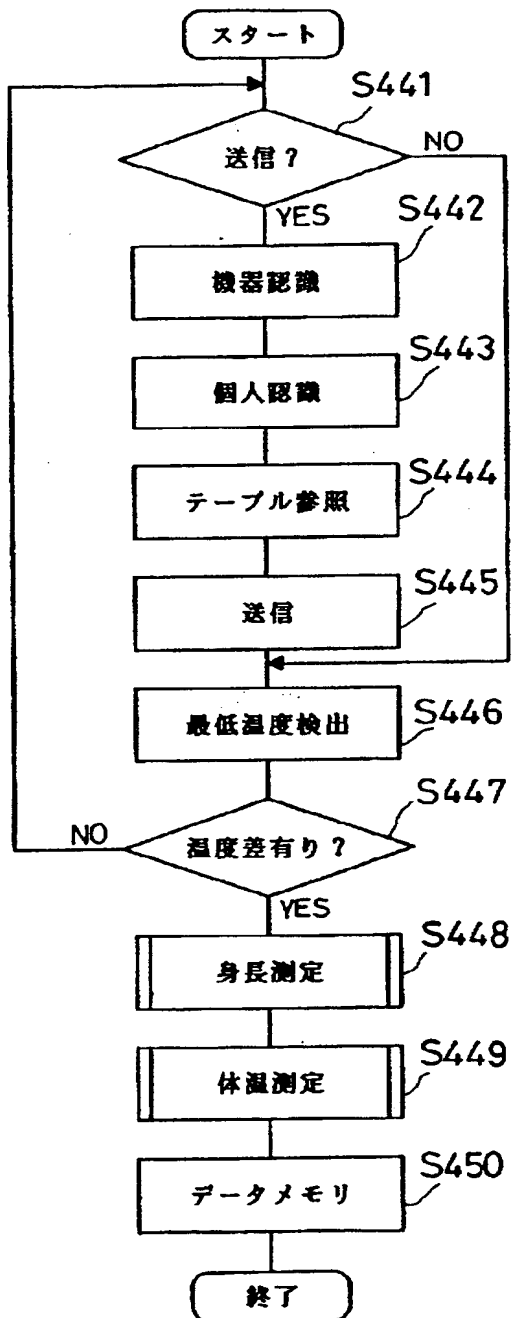 スタート
S441
送信?
NO
YES
S442
機器認識
S443
個人認識
S444
テーブル参照
S445
送信
S446
最低温度検出
S447
温度差有り?
NO
YES
S448
身長測定
S449
体温測定
S450
データメモリ
終了